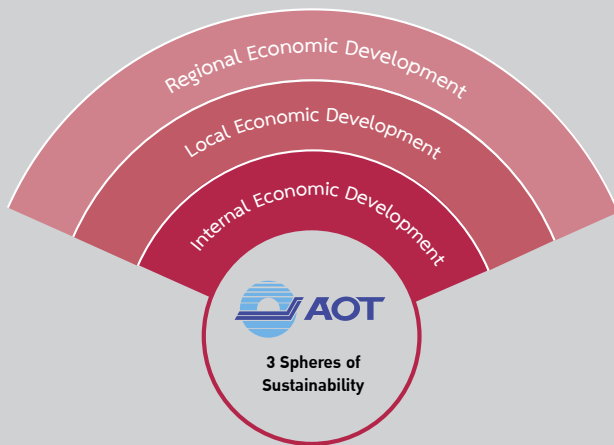 Regional Economic Development
Local Economic Development
Internal Economic Development
AOT
3 Spheres of
Sustainability